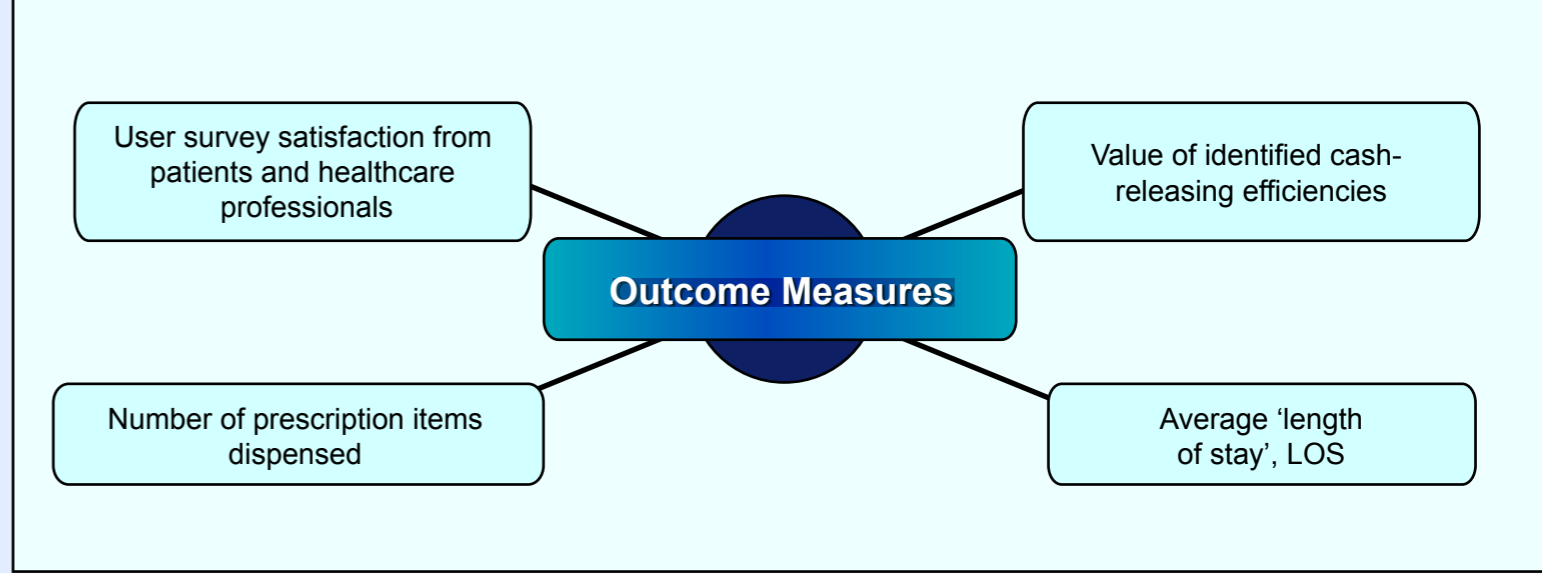 User survey satisfaction from
patients and healthcare
professionals
Value of identified cash-
releasing efficiencies
Outcome Measures
Number of prescription items
dispensed
Average ‘length
of stay’, LOS